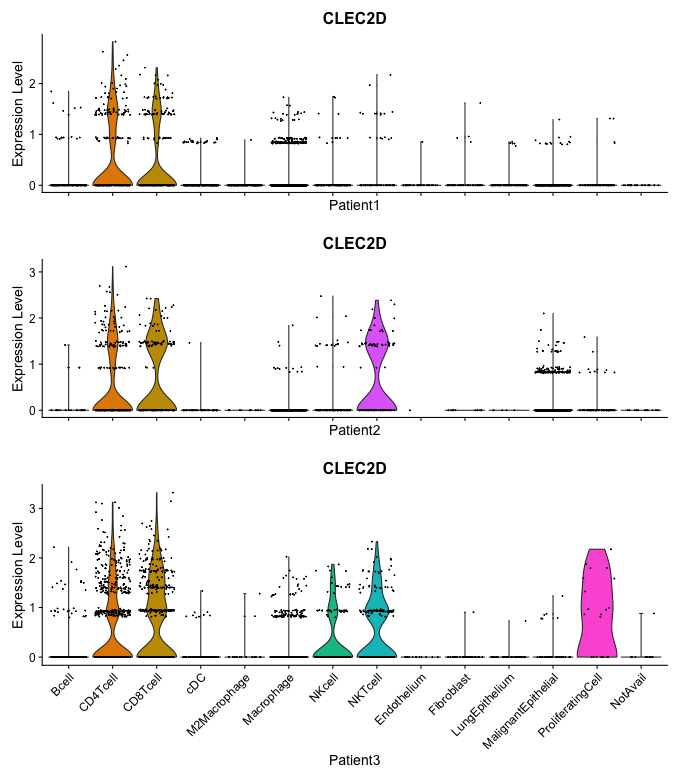 CLEC2D
Expression Level
2
1
0
Patient1
CLEC2D
Expression Level
3
2
1
0
Patient2
CLEC2D
Expression Level
3
2
1
0
Bcell
CD4Tcell
CD8Tcell
cDC
M2Macrophage
Macrophage
NKcell
NKTcell
Endothelium
Fibroblast
LungEpithelium
MalignantEpithelial
ProliferatingCell
NotAvail
Patient3